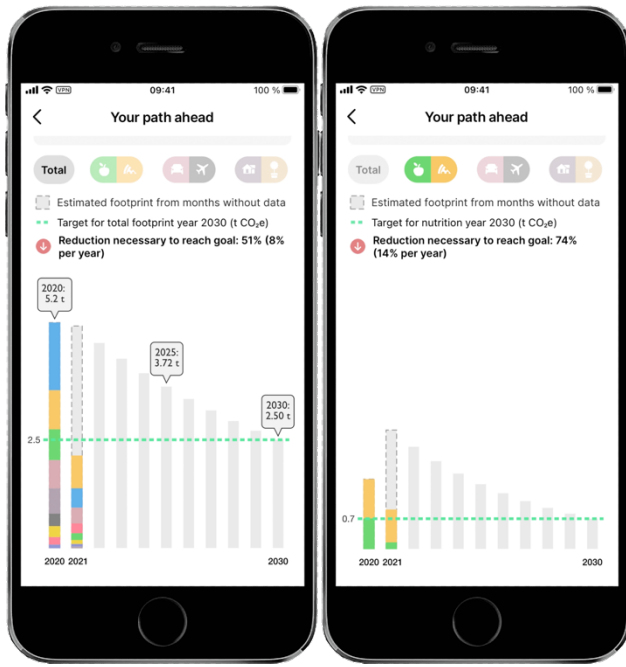 VPN 09:41 100 %
Your path ahead
Total
Estimated footprint from months without data
Target for total footprint year 2030 (t CO₂e)
Reduction necessary to reach goal: 51% (8%
per year)
2020:
5.2 t
2025:
3.72 t
2030:
2.50 t
2.5
2020 2021 2030
VPN 09:41 100 %
Your path ahead
Total
Estimated footprint from months without data
Target for nutrition year 2030 (t CO₂e)
Reduction necessary to reach goal: 74%
(14% per year)
0.7
2020 2021 2030